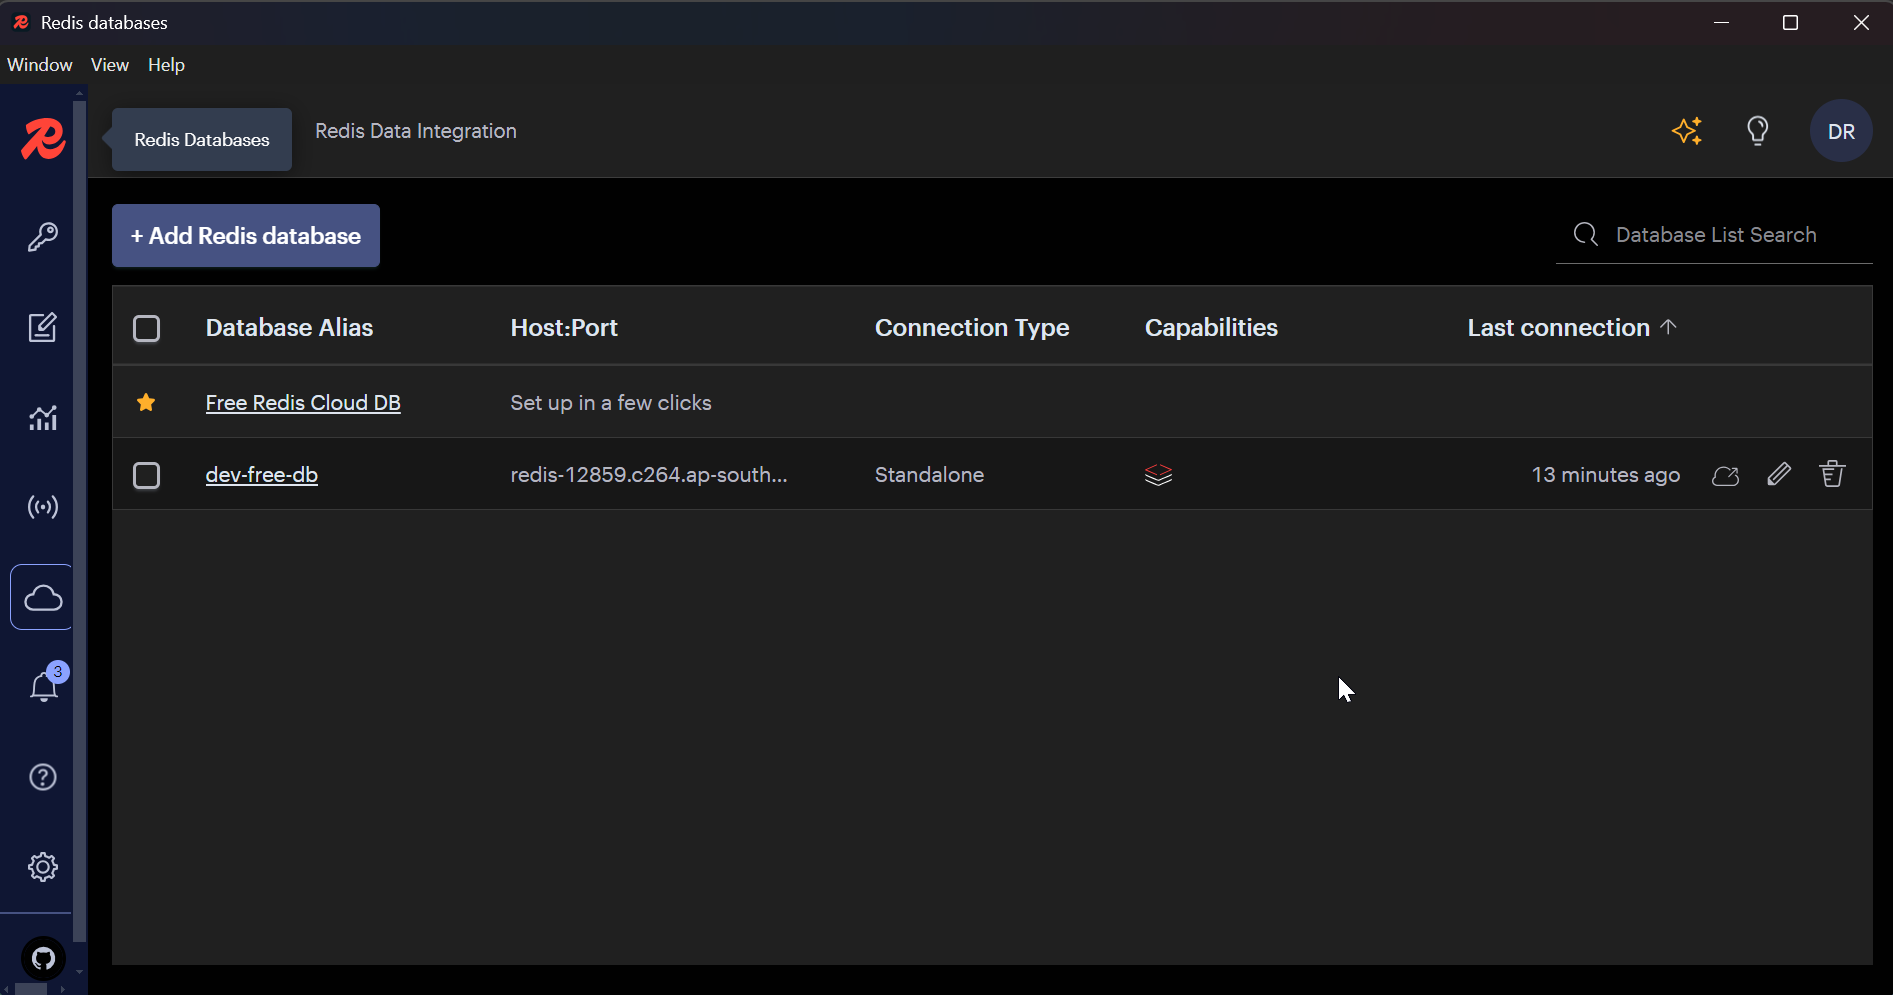 Redis databases
Window View Help
Redis Databases
Redis Data Integration
DR
+ Add Redis database
Database List Search
Database Alias Host:Port Connection Type Capabilities Last connection
Free Redis Cloud DB Set up in a few clicks
dev-free-db redis-12859.c264.ap-south... Standalone 13 minutes ago
3